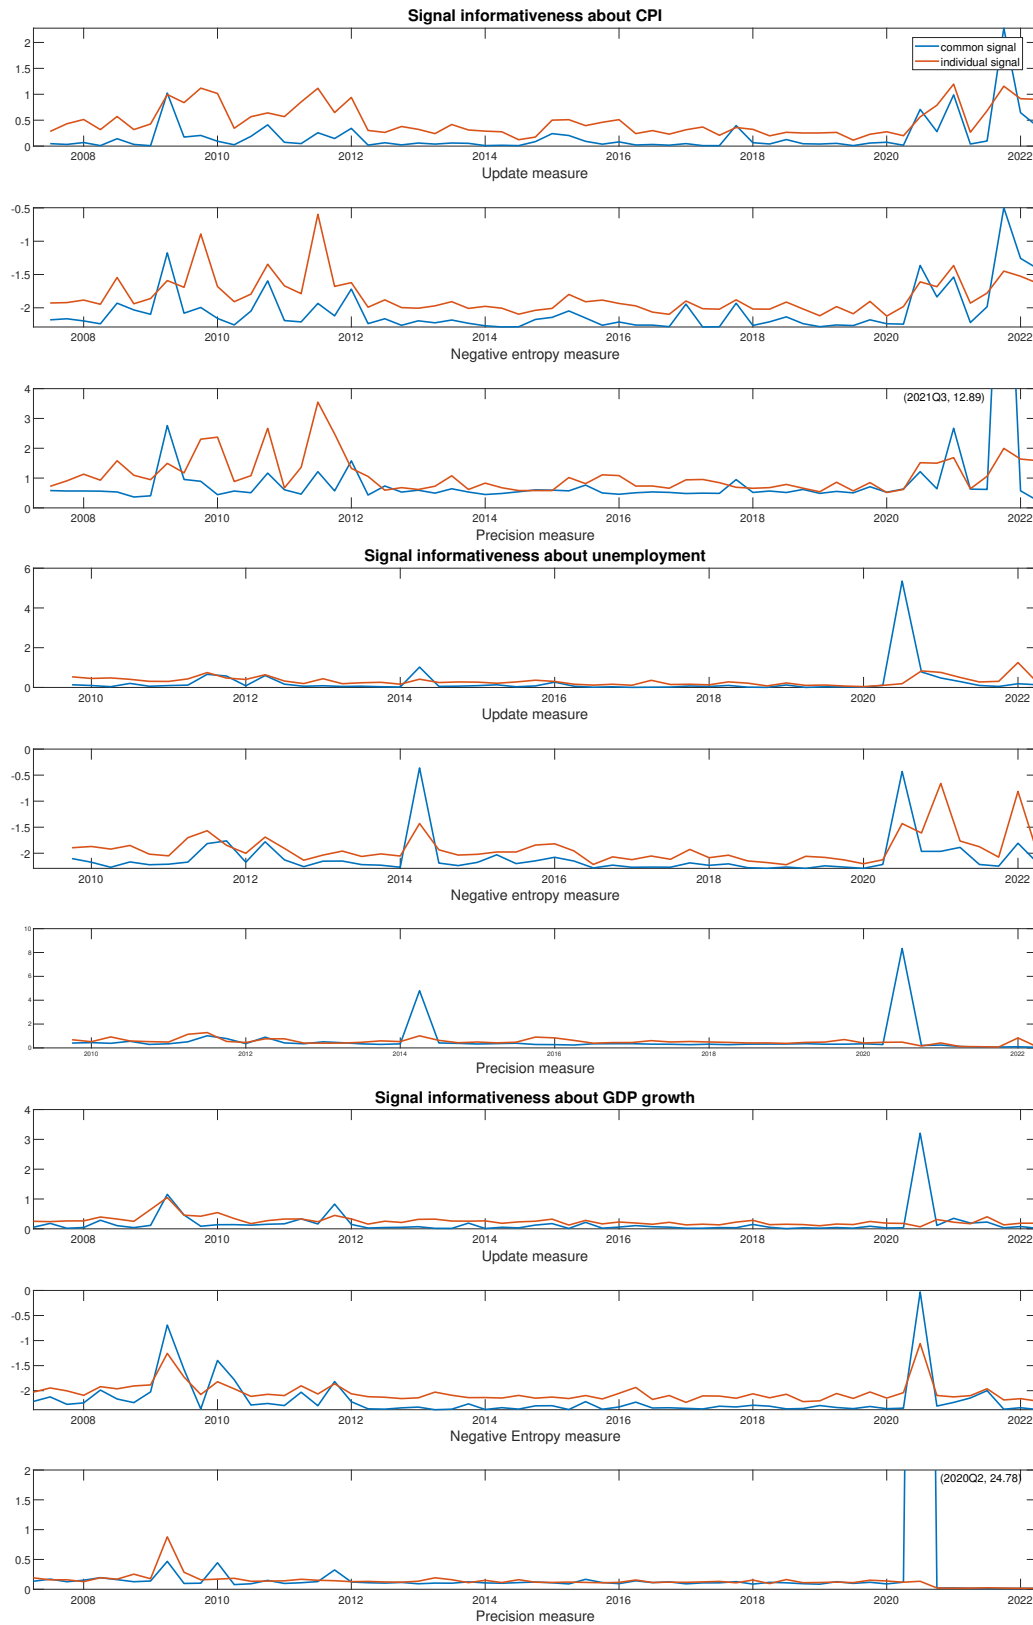 Signal informativeness about CPI
common signal
individual signal
2
1.5
1
0.5
0
2008 2010 2012 2014 2016 2018 2020 2022
Update measure
-0.5
-1
-1.5
-2
2008 2010 2012 2014 2016 2018 2020 2022
Negative entropy measure
4
(2021Q3, 12.89)
3
2
1
0
2008 2010 2012 2014 2016 2018 2020 2022
Precision measure
Signal informativeness about unemployment
6
4
2
0
2010 2012 2014 2016 2018 2020 2022
Update measure
0
-0.5
-1
-1.5
-2
2010 2012 2014 2016 2018 2020 2022
Negative entropy measure
10
8
6
4
2
0
2010 2012 2014 2016 2018 2020 2022
Precision measure
Signal informativeness about GDP growth
4
3
2
1
0
2008 2010 2012 2014 2016 2018 2020 2022
Update measure
0
-0.5
-1
-1.5
-2
2008 2010 2012 2014 2016 2018 2020 2022
Negative Entropy measure
2
(2020Q2, 24.78)
1.5
1
0.5
0
2008 2010 2012 2014 2016 2018 2020 2022
Precision measure